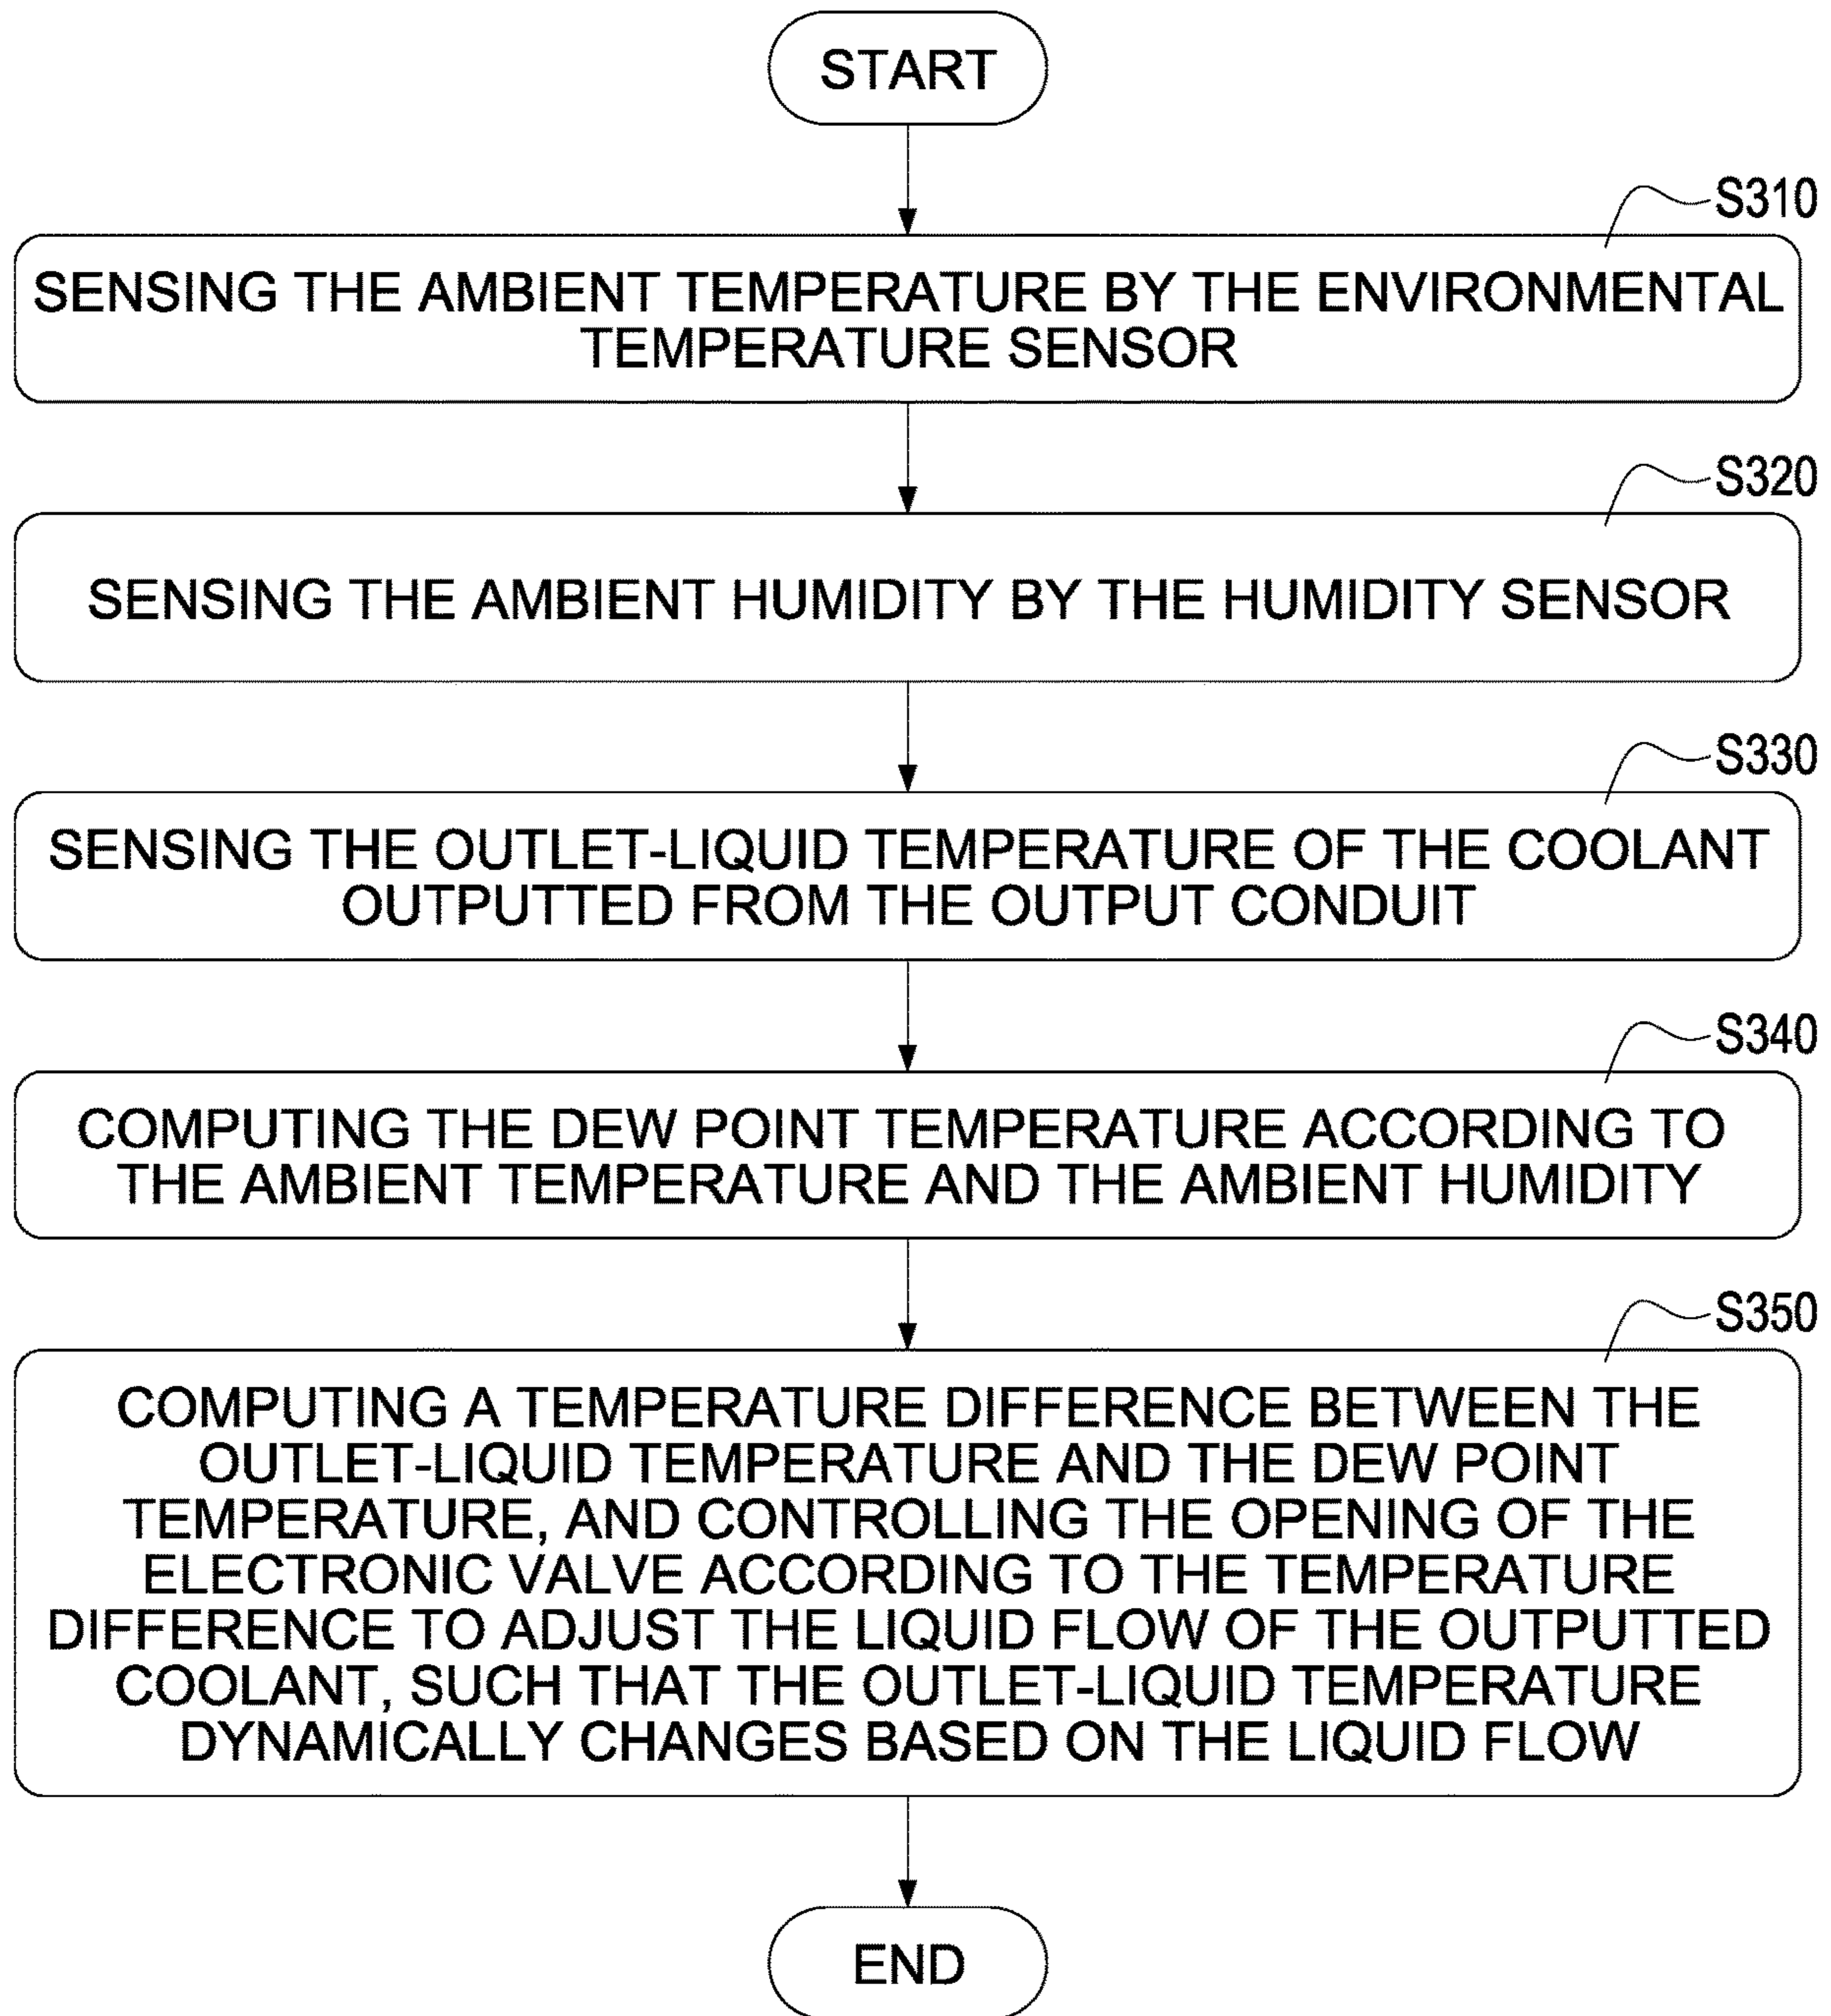 START
S310
SENSING THE AMBIENT TEMPERATURE BY THE ENVIRONMENTAL
TEMPERATURE SENSOR
S320
SENSING THE AMBIENT HUMIDITY BY THE HUMIDITY SENSOR
S330
SENSING THE OUTLET-LIQUID TEMPERATURE OF THE COOLANT
OUTPUTTED FROM THE OUTPUT CONDUIT
S340
COMPUTING THE DEW POINT TEMPERATURE ACCORDING TO
THE AMBIENT TEMPERATURE AND THE AMBIENT HUMIDITY
S350
COMPUTING A TEMPERATURE DIFFERENCE BETWEEN THE
OUTLET-LIQUID TEMPERATURE AND THE DEW POINT
TEMPERATURE, AND CONTROLLING THE OPENING OF THE
ELECTRONIC VALVE ACCORDING TO THE TEMPERATURE
DIFFERENCE TO ADJUST THE LIQUID FLOW OF THE OUTPUTTED
COOLANT, SUCH THAT THE OUTLET-LIQUID TEMPERATURE
DYNAMICALLY CHANGES BASED ON THE LIQUID FLOW
END